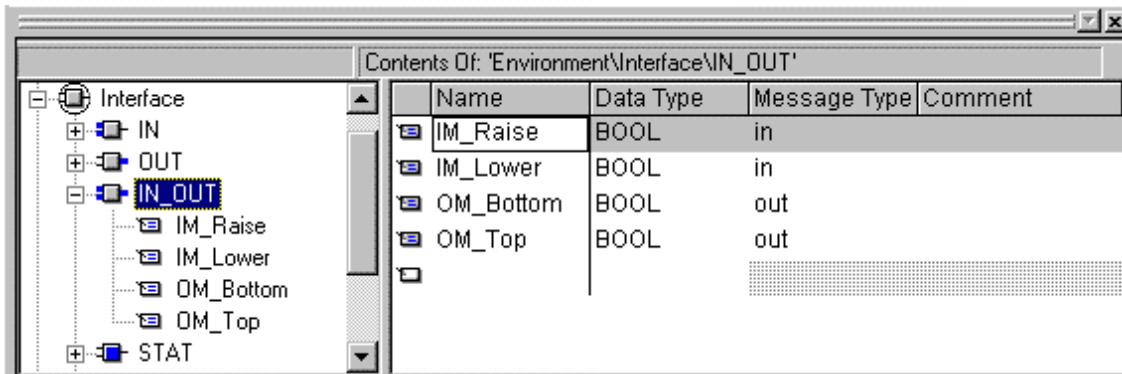 Contents Of: 'Environment\Interface\IN_OUT'
Interface
IN
OUT
IN_OUT
IM_Raise
IM_Lower
OM_Bottom
OM_Top
STAT
Name Data Type Message Type Comment
IM_Raise BOOL in
IM_Lower BOOL in
OM_Bottom BOOL out
OM_Top BOOL out